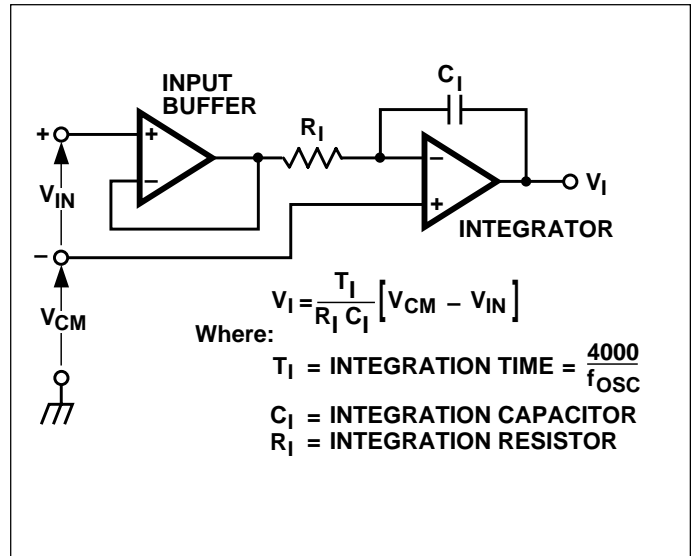 INPUT
BUFFER
C_I
R_I
+
+
−
−
V_IN
−
+
V_I
INTEGRATOR
V_CM
V_I = T_I / R_I C_I [V_CM − V_IN]
Where:
T_I = INTEGRATION TIME = 4000 / f_OSC
C_I = INTEGRATION CAPACITOR
R_I = INTEGRATION RESISTOR